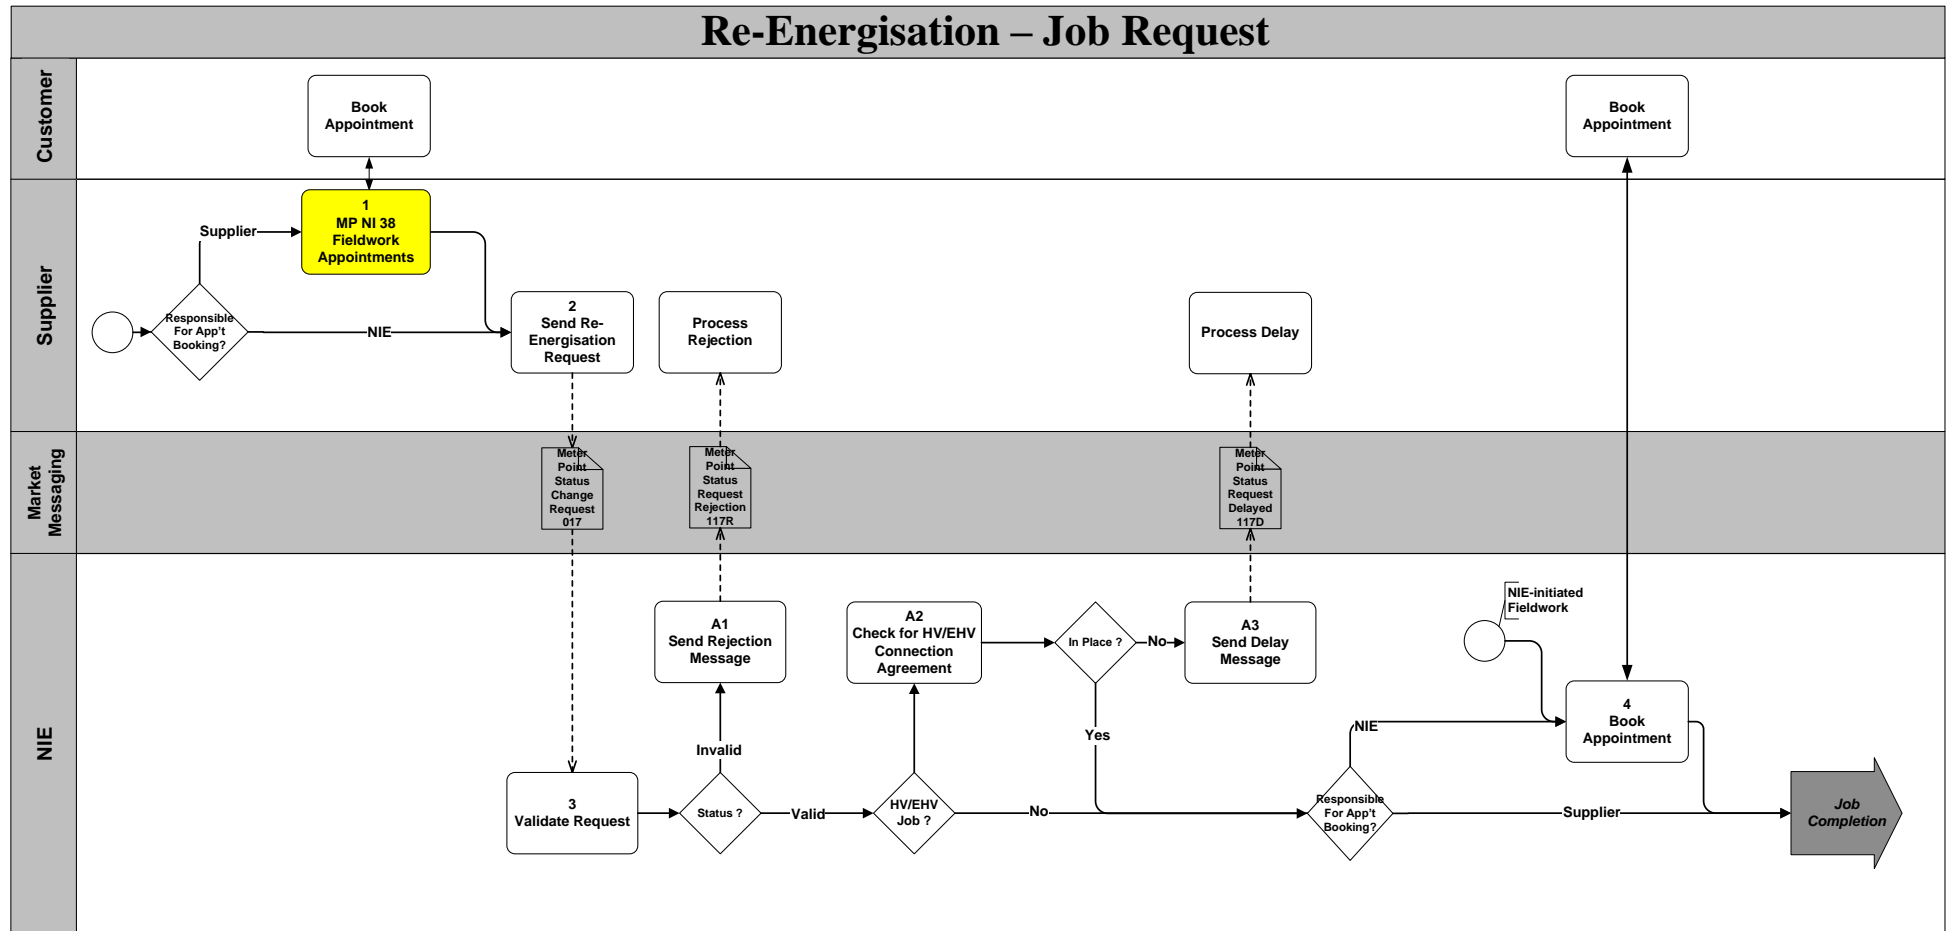 Re-Energisation – Job Request
Customer
Book
Appointment
Book
Appointment
Supplier
1
MP NI 38
Fieldwork
Appointments
Supplier
Responsible
For App't
Booking?
NIE
2
Send Re-
Energisation
Request
Process
Rejection
Process Delay
Market
Messaging
Meter
Point
Status
Change
Request
017
Meter
Point
Status
Request
Rejection
117R
Meter
Point
Status
Request
Delayed
117D
NIE
NIE-initiated
Fieldwork
A1
Send Rejection
Message
A2
Check for HV/EHV
Connection
Agreement
In Place ?
No
A3
Send Delay
Message
Yes
Invalid
NIE
4
Book
Appointment
3
Validate Request
Status ?
Valid
HV/EHV
Job ?
No
Responsible
For App't
Booking?
Supplier
Job
Completion